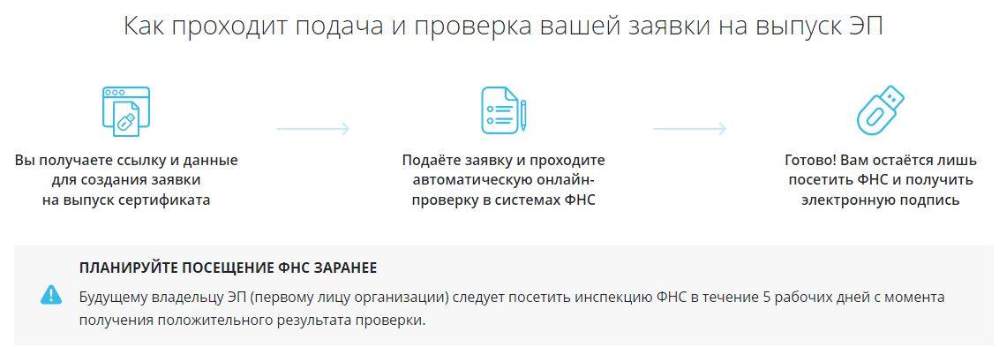 Как проходит подача и проверка вашей заявки на выпуск ЭП
Вы получаете ссылку и данные
для создания заявки
на выпуск сертификата
Подаёте заявку и проходите
автоматическую онлайн-
проверку в системах ФНС
Готово! Вам остаётся лишь
посетить ФНС и получить
электронную подпись
ПЛАНИРУЙТЕ ПОСЕЩЕНИЕ ФНС ЗАРАНЕЕ
Будущему владельцу ЭП (первому лицу организации) следует посетить инспекцию ФНС в течение 5 рабочих дней с момента
получения положительного результата проверки.